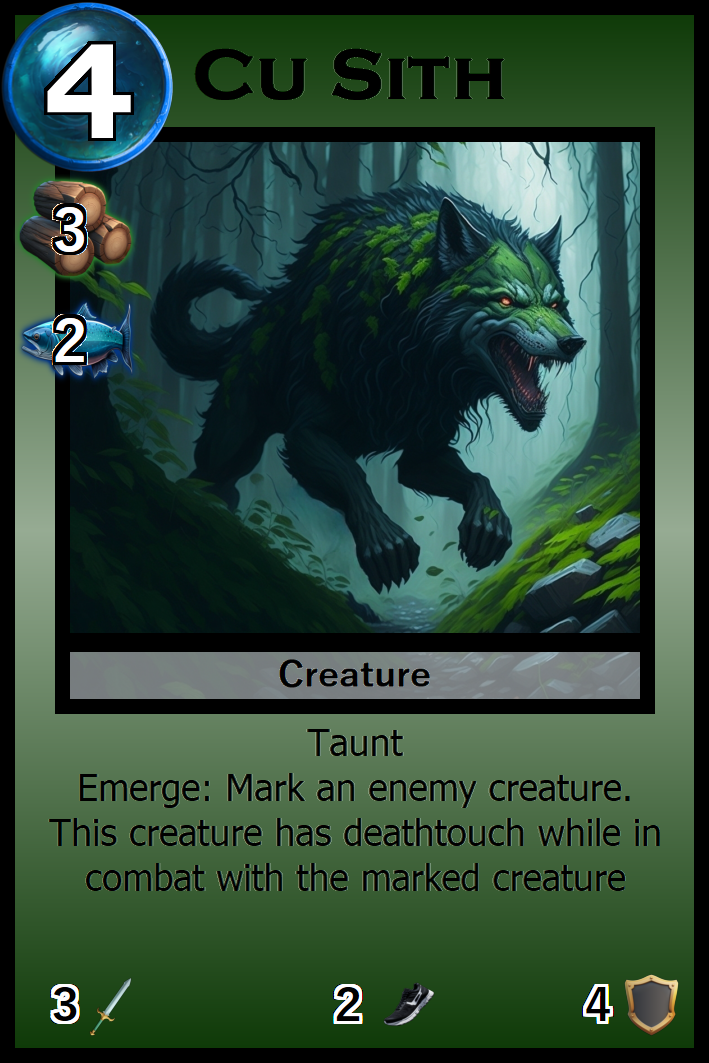 4
Cu Sith
3
2
Creature
Taunt
Emerge: Mark an enemy creature.
This creature has deathtouch while in
combat with the marked creature
3
2
4